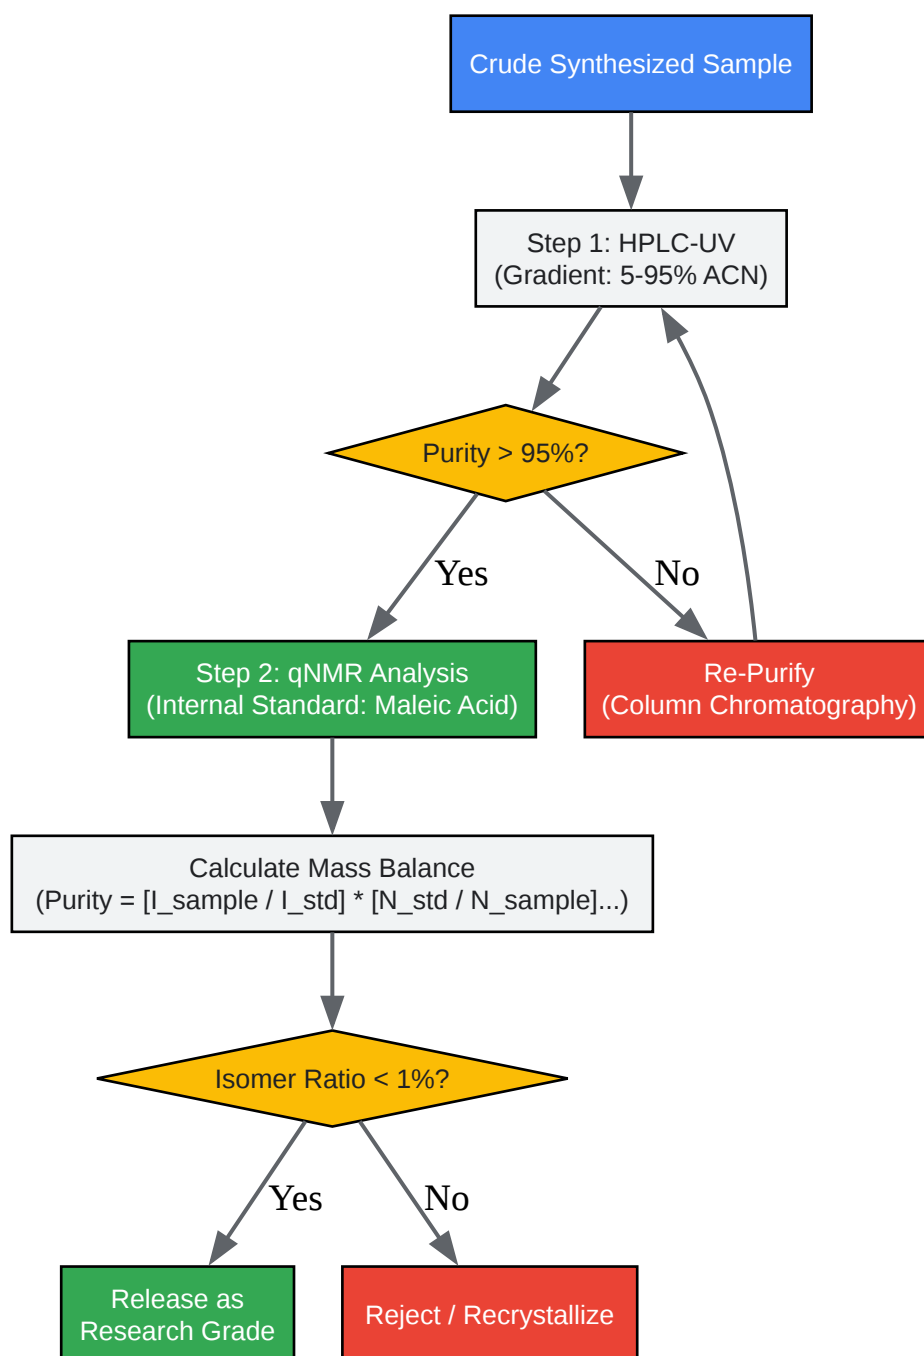 Crude Synthesized Sample
Step 1: HPLC-UV
(Gradient: 5-95% ACN)
Purity > 95%?
Yes
No
Step 2: qNMR Analysis
(Internal Standard: Maleic Acid)
Re-Purify
(Column Chromatography)
Calculate Mass Balance
(Purity = [I_sample / I_std] * [N_std / N_sample]...)
Isomer Ratio < 1%?
Yes
No
Release as
Research Grade
Reject / Recrystallize